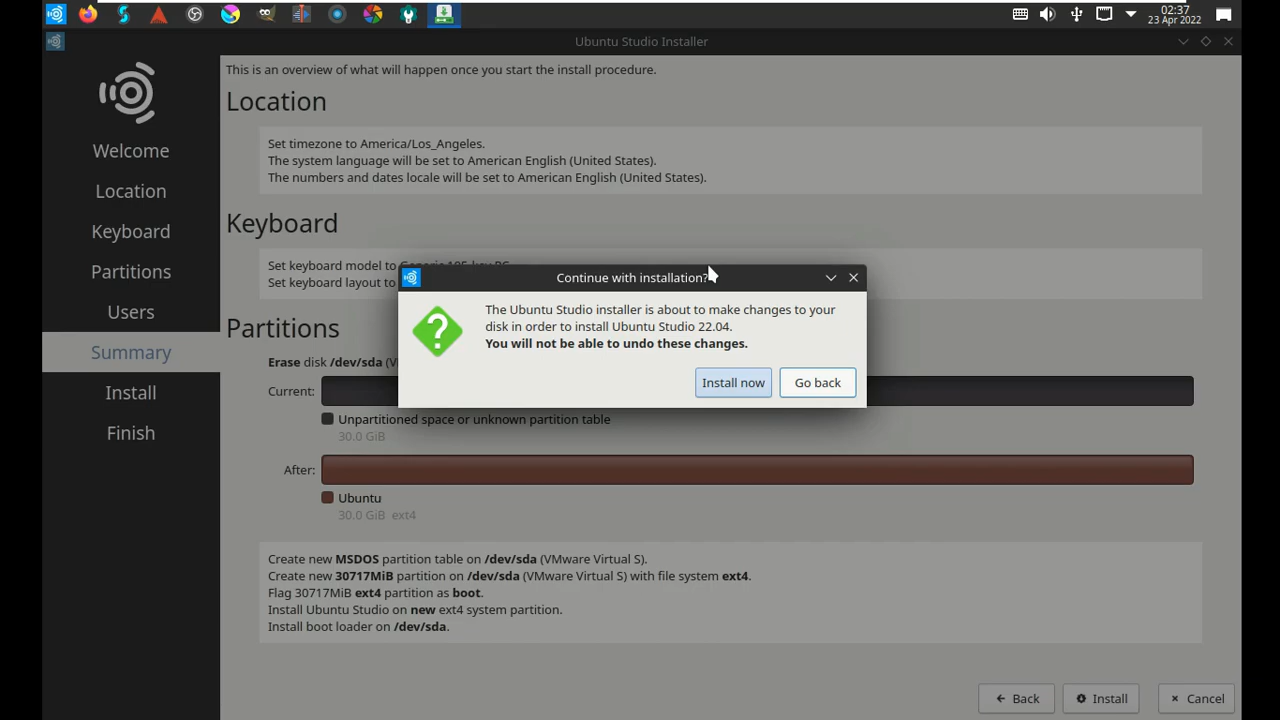 02:37
23 Apr 2022
Ubuntu Studio Installer
Welcome
Location
Keyboard
Partitions
Users
Summary
Install
Finish
This is an overview of what will happen once you start the install procedure.
Location
Set timezone to America/Los_Angeles.
The system language will be set to American English (United States).
The numbers and dates locale will be set to American English (United States).
Keyboard
Set keyboard model to
Set keyboard layout to
Continue with installation?
The Ubuntu Studio installer is about to make changes to your
disk in order to install Ubuntu Studio 22.04.
You will not be able to undo these changes.
Install now
Go back
Partitions
Erase disk /dev/sda
Current:
Unpartitioned space or unknown partition table
30.0 GiB
After:
Ubuntu
30.0 GiB ext4
Create new MSDOS partition table on /dev/sda (VMware Virtual S).
Create new 30717MiB partition on /dev/sda (VMware Virtual S) with file system ext4.
Flag 30717MiB ext4 partition as boot.
Install Ubuntu Studio on new ext4 system partition.
Install boot loader on /dev/sda.
Back
Install
Cancel